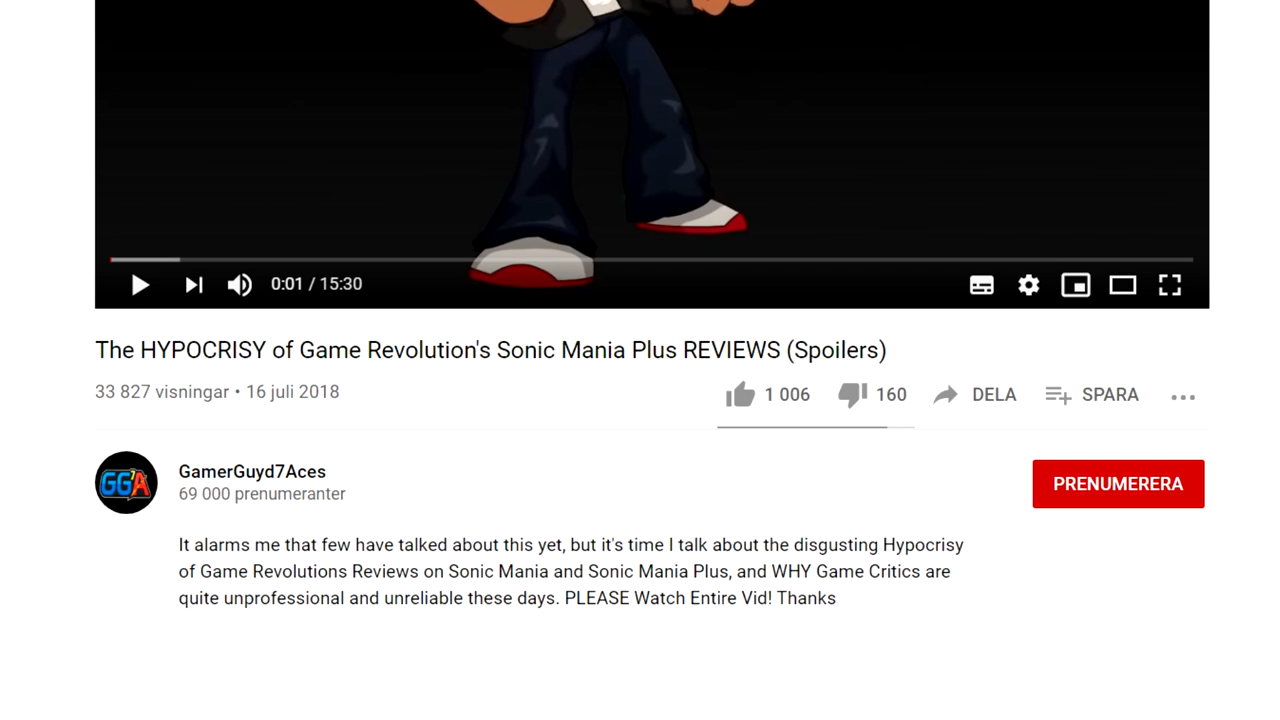 0:01 / 15:30
The HYPOCRISY of Game Revolution's Sonic Mania Plus REVIEWS (Spoilers)
33 827 visningar • 16 juli 2018
1 006 160 DELA SPARA
GG7A
GamerGuyd7Aces
69 000 prenumeranter
PRENUMERERA
It alarms me that few have talked about this yet, but it's time I talk about the disgusting Hypocrisy
of Game Revolutions Reviews on Sonic Mania and Sonic Mania Plus, and WHY Game Critics are
quite unprofessional and unreliable these days. PLEASE Watch Entire Vid! Thanks